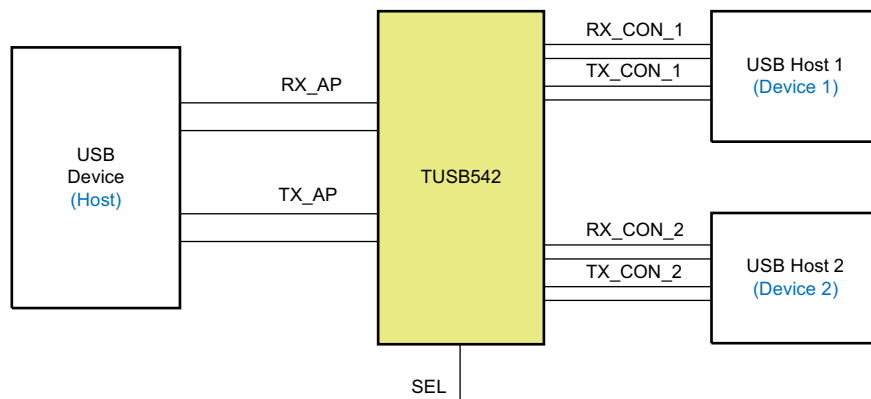 RX_CON_1
TX_CON_1
USB Host 1
(Device 1)
RX_AP
USB
Device
(Host)
TX_AP
TUSB542
RX_CON_2
TX_CON_2
USB Host 2
(Device 2)
SEL